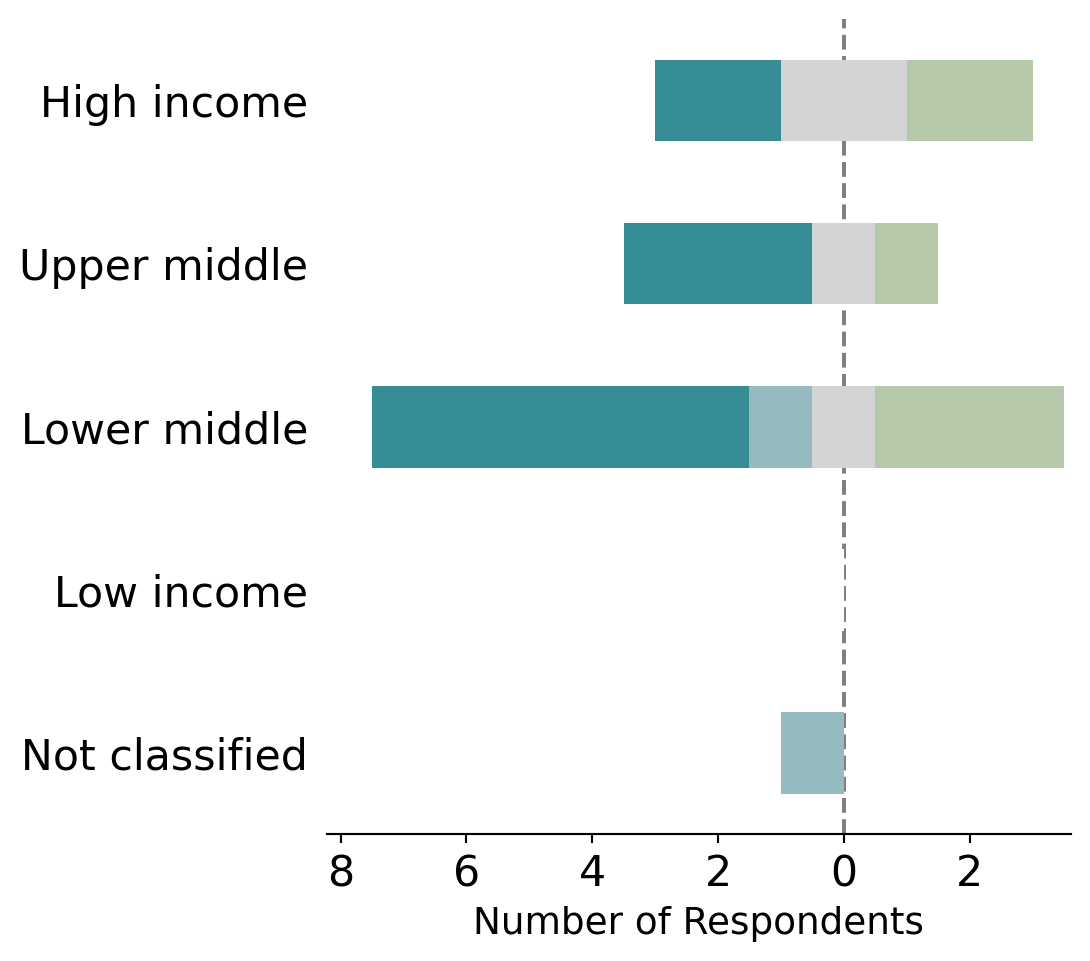 High income
Upper middle
Lower middle
Low income
Not classified
8 6 4 2 0 2
Number of Respondents